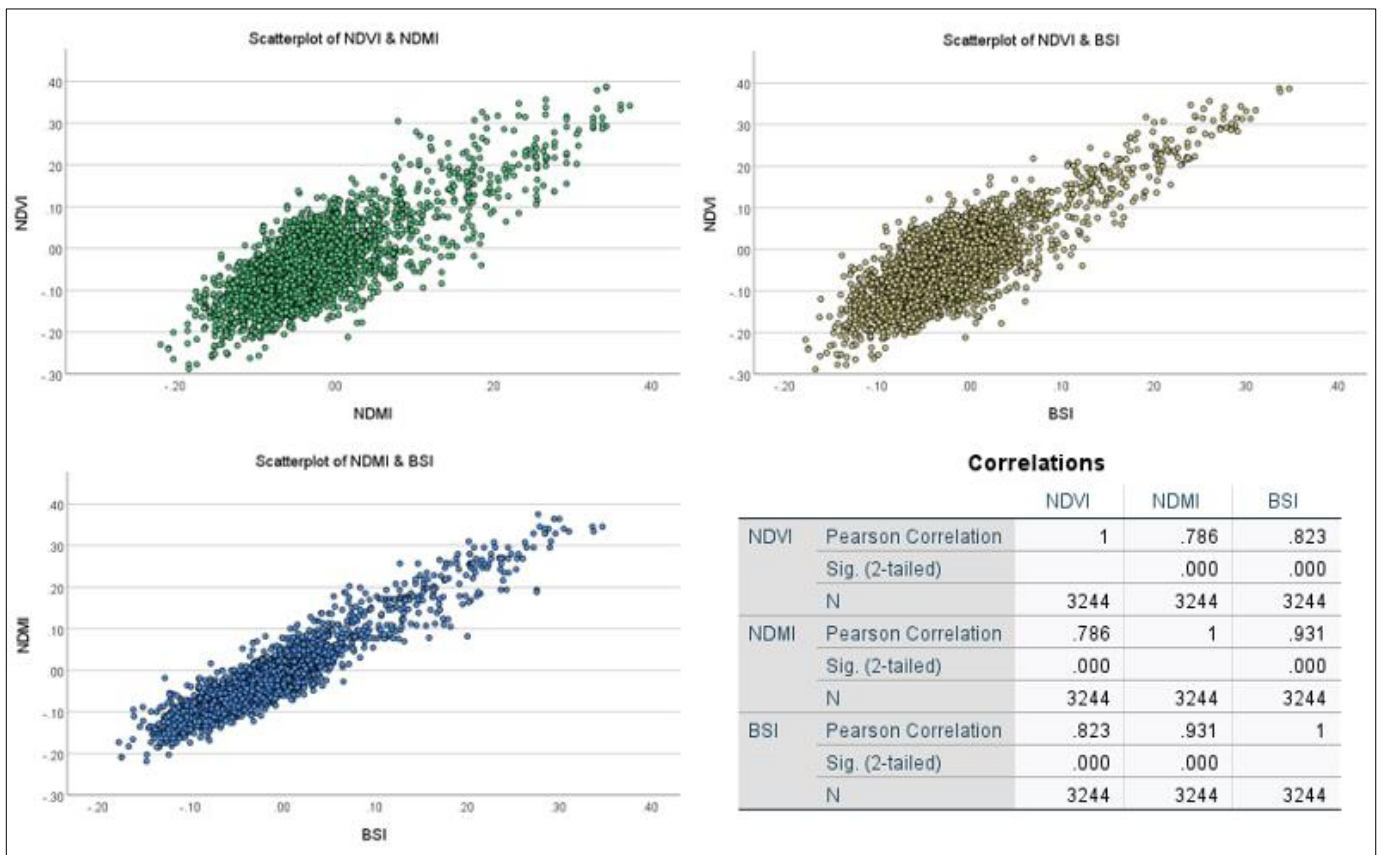 Scatterplot of NDVI & NDMI
NDVI
.40
.30
.20
.10
.00
-.10
-.20
-.30
-.20
.00
.20
.40
NDMI
Scatterplot of NDVI & BSI
NDVI
.40
.30
.20
.10
.00
-.10
-.20
-.30
-.20
-.10
.00
.10
.20
.30
.40
BSI
Scatterplot of NDMI & BSI
NDMI
.40
.30
.20
.10
.00
-.10
-.20
-.30
-.20
-.10
.00
.10
.20
.30
.40
BSI
Correlations
NDVI NDMI BSI
NDVI Pearson Correlation 1 .786 .823
Sig. (2-tailed) .000 .000
N 3244 3244 3244
NDMI Pearson Correlation .786 1 .931
Sig. (2-tailed) .000 .000
N 3244 3244 3244
BSI Pearson Correlation .823 .931 1
Sig. (2-tailed) .000 .000
N 3244 3244 3244